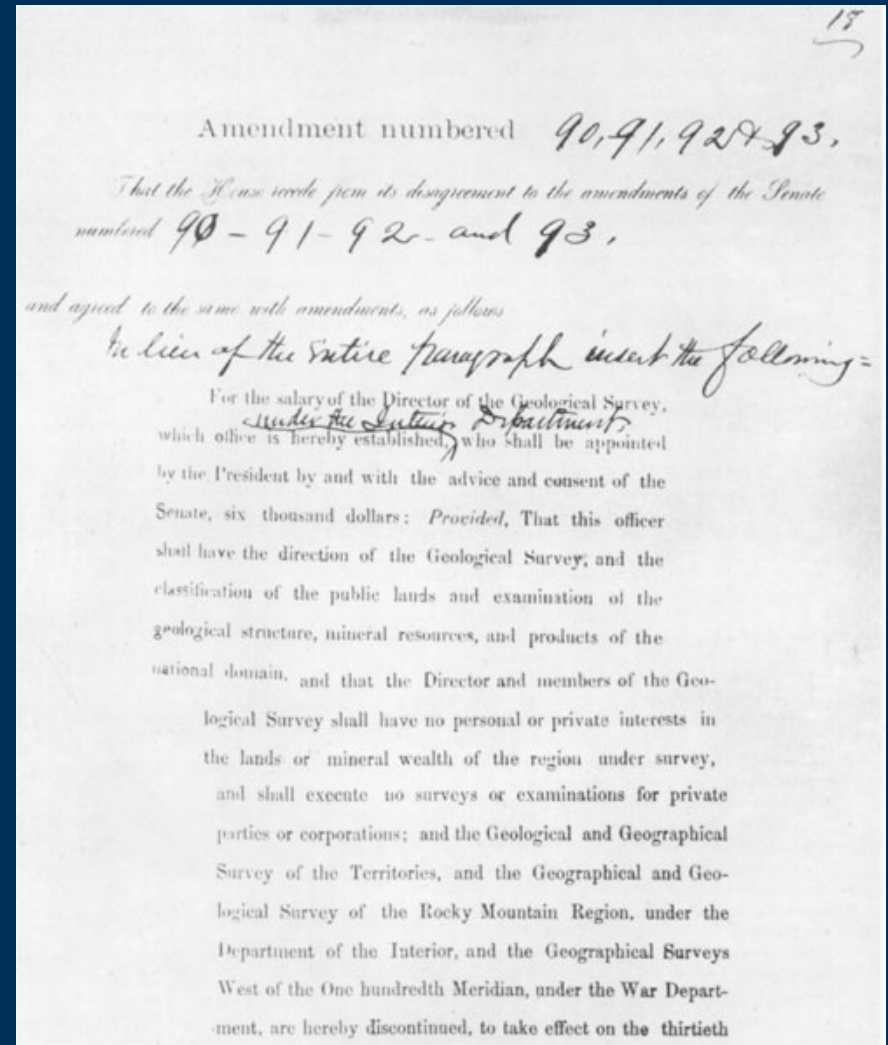 18
Amendment numbered 90, 91, 92 & 93.
That the House recede from its disagreement to the amendments of the Senate
numbered 90 - 91 - 92 - and 93.
and agreed to the same with amendments, as follows
In lieu of the entire paragraph insert the following =
For the salary of the Director of the Geological Survey,
under the Interior Department
which office is hereby established, who shall be appointed
by the President by and with the advice and consent of the
Senate, six thousand dollars: Provided, That this officer
shall have the direction of the Geological Survey, and the
classification of the public lands and examination of the
geological structure, mineral resources, and products of the
national domain, and that the Director and members of the Geo-
logical Survey shall have no personal or private interests in
the lands or mineral wealth of the region under survey,
and shall execute no surveys or examinations for private
parties or corporations; and the Geological and Geographical
Survey of the Territories, and the Geographical and Geo-
logical Survey of the Rocky Mountain Region, under the
Department of the Interior, and the Geographical Surveys
West of the One hundredth Meridian, under the War Depart-
ment, are hereby discontinued, to take effect on the thirtieth